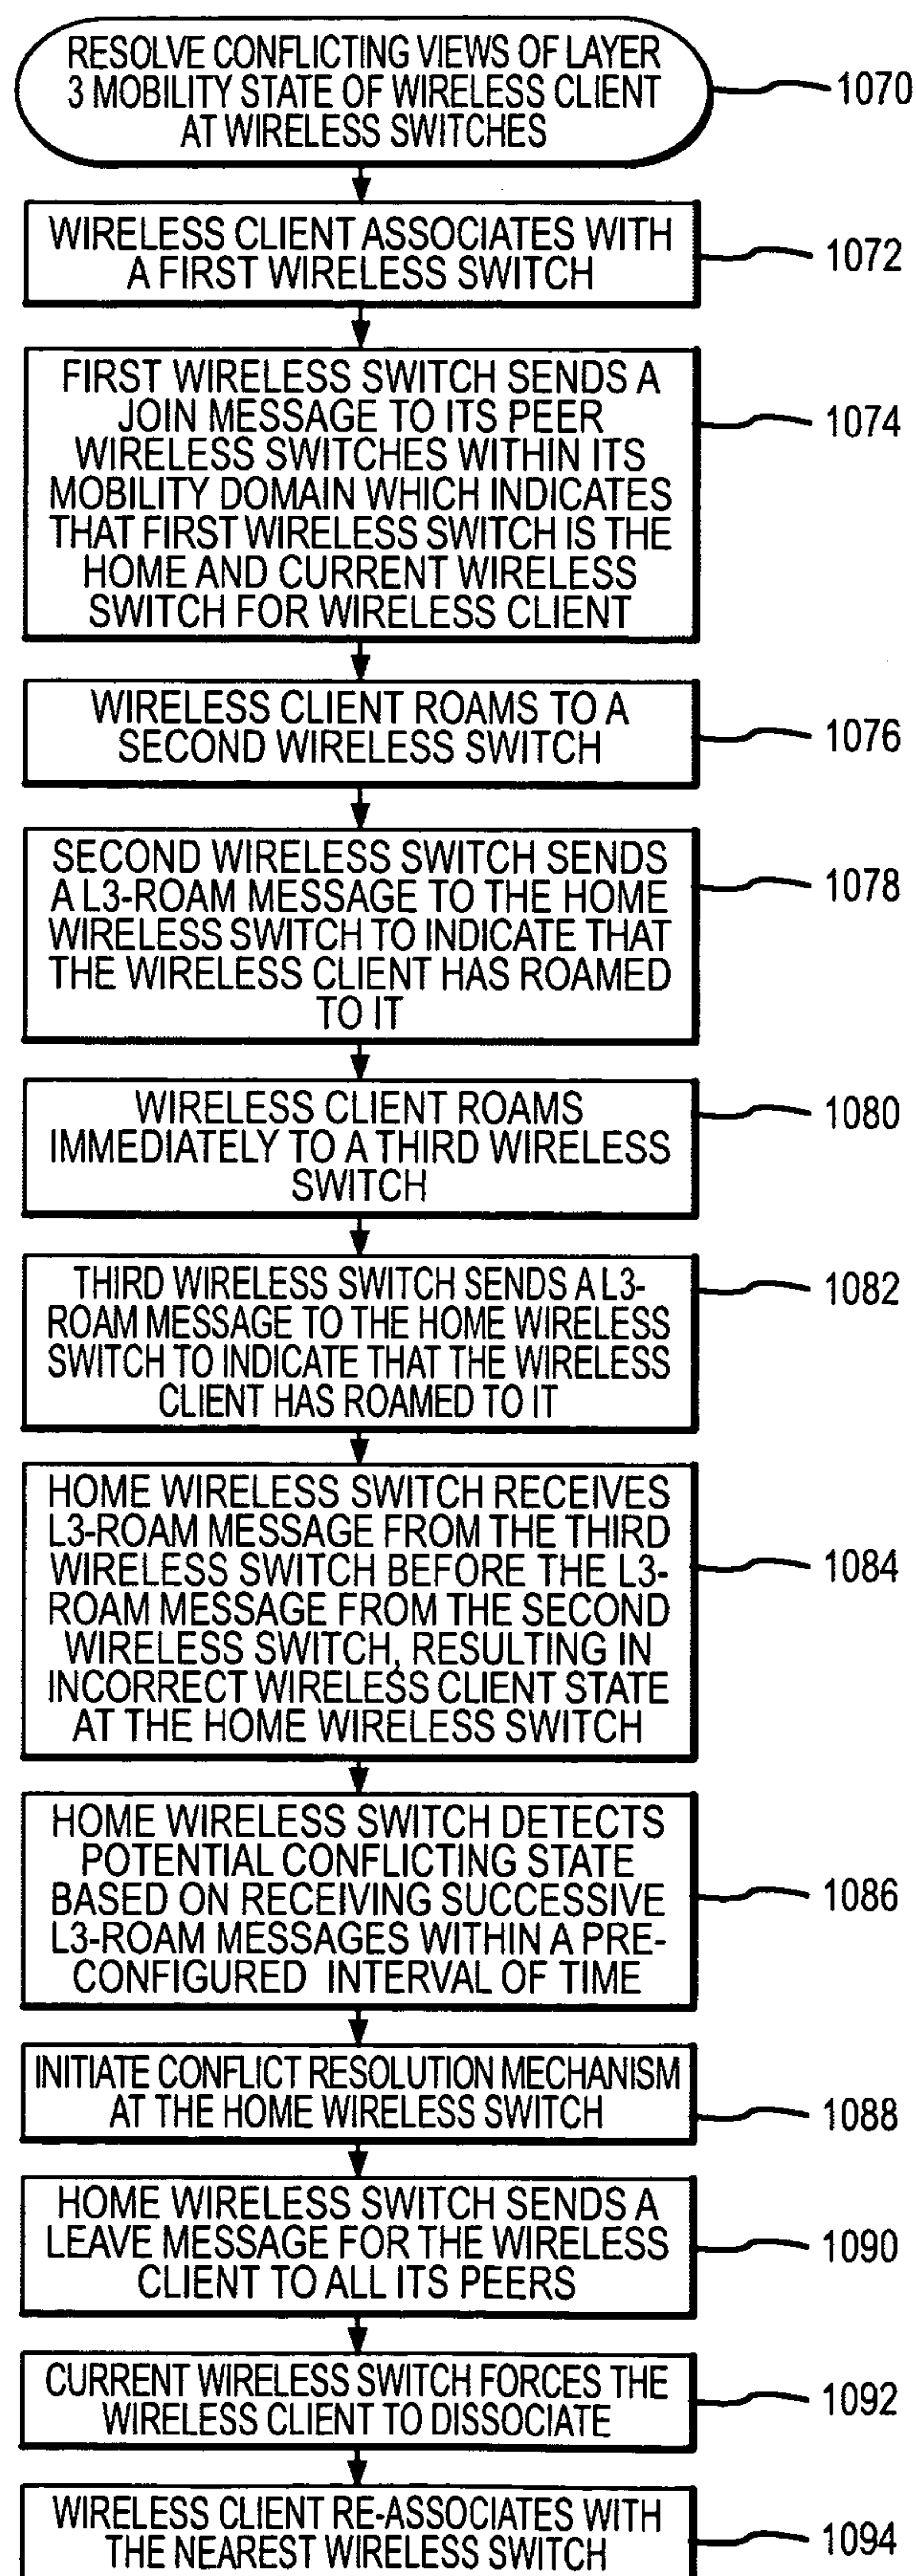 RESOLVE CONFLICTING VIEWS OF LAYER
3 MOBILITY STATE OF WIRELESS CLIENT
AT WIRELESS SWITCHES
1070
WIRELESS CLIENT ASSOCIATES WITH
A FIRST WIRELESS SWITCH
1072
FIRST WIRELESS SWITCH SENDS A
JOIN MESSAGE TO ITS PEER
WIRELESS SWITCHES WITHIN ITS
MOBILITY DOMAIN WHICH INDICATES
THAT FIRST WIRELESS SWITCH IS THE
HOME AND CURRENT WIRELESS
SWITCH FOR WIRELESS CLIENT
1074
WIRELESS CLIENT ROAMS TO A
SECOND WIRELESS SWITCH
1076
SECOND WIRELESS SWITCH SENDS
A L3-ROAM MESSAGE TO THE HOME
WIRELESS SWITCH TO INDICATE THAT
THE WIRELESS CLIENT HAS ROAMED
TO IT
1078
WIRELESS CLIENT ROAMS
IMMEDIATELY TO A THIRD WIRELESS
SWITCH
1080
THIRD WIRELESS SWITCH SENDS A L3-
ROAM MESSAGE TO THE HOME WIRELESS
SWITCH TO INDICATE THAT THE WIRELESS
CLIENT HAS ROAMED TO IT
1082
HOME WIRELESS SWITCH RECEIVES
L3-ROAM MESSAGE FROM THE THIRD
WIRELESS SWITCH BEFORE THE L3-
ROAM MESSAGE FROM THE SECOND
WIRELESS SWITCH, RESULTING IN
INCORRECT WIRELESS CLIENT STATE
AT THE HOME WIRELESS SWITCH
1084
HOME WIRELESS SWITCH DETECTS
POTENTIAL CONFLICTING STATE
BASED ON RECEIVING SUCCESSIVE
L3-ROAM MESSAGES WITHIN A PRE-
CONFIGURED INTERVAL OF TIME
1086
INITIATE CONFLICT RESOLUTION MECHANISM
AT THE HOME WIRELESS SWITCH
1088
HOME WIRELESS SWITCH SENDS A
LEAVE MESSAGE FOR THE WIRELESS
CLIENT TO ALL ITS PEERS
1090
CURRENT WIRELESS SWITCH FORCES THE
WIRELESS CLIENT TO DISSOCIATE
1092
WIRELESS CLIENT RE-ASSOCIATES WITH
THE NEAREST WIRELESS SWITCH
1094